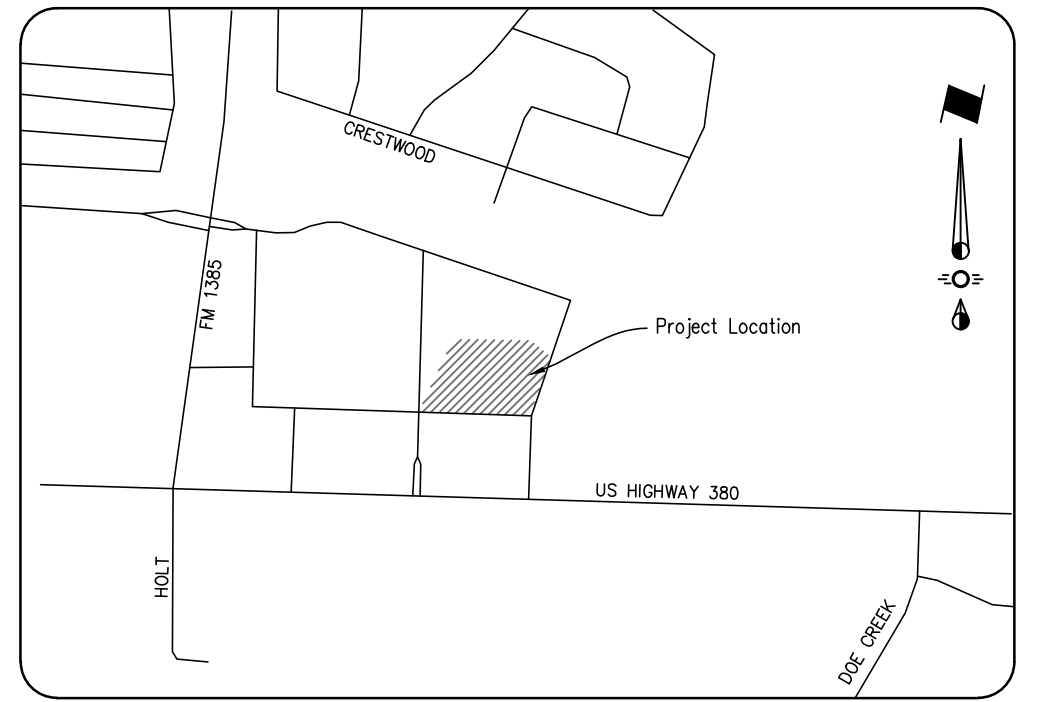 CRESTWOOD
FM 1385
Project Location
US HIGHWAY 380
HOLT
DOE CREEK